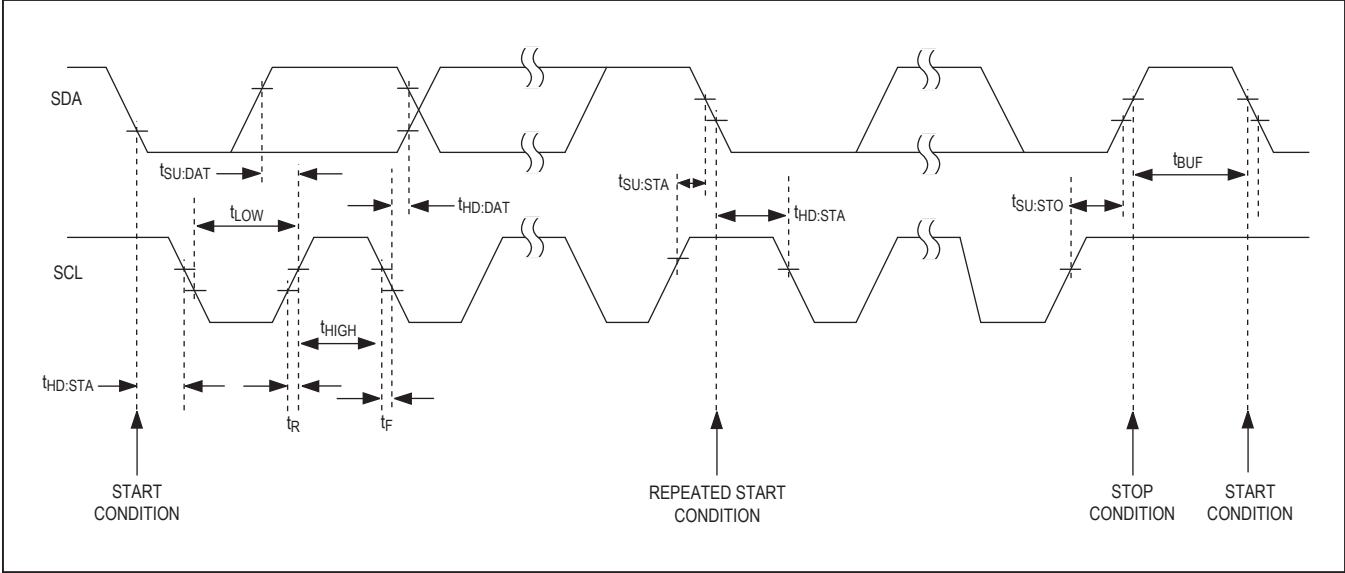 SDA
tSU:DAT
tLOW
tHD:DAT
tSU:STA
tHD:STA
tSU:STO
tBUF
SCL
tHIGH
tHD:STA
tR
tF
START
CONDITION
REPEATED START
CONDITION
STOP
CONDITION
START
CONDITION